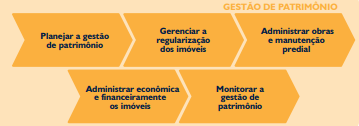 GESTÃO DE PATRIMÔNIO
Planejar a gestão
de patrimônio
Gerenciar a
regularização
dos imóveis
Administrar obras
e manutenção
predial
Administrar econômica
e financeiramente
os imóveis
Monitorar a
gestão de
patrimônio